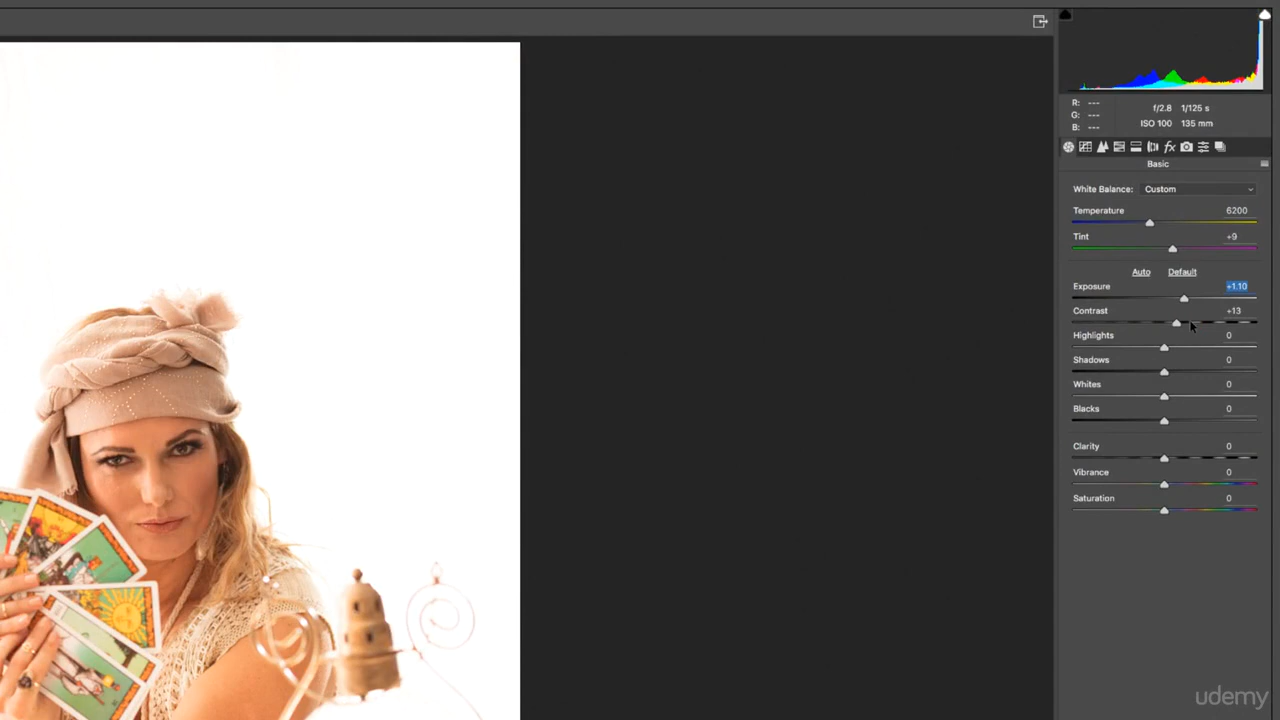 R: ---
G: ---
B: ---
f/2.8 1/125 s
ISO 100 135 mm
fx
Basic
White Balance: Custom
Temperature 6200
Tint +9
Auto Default
Exposure +1.10
Contrast +13
Highlights 0
Shadows 0
Whites 0
Blacks 0
Clarity 0
Vibrance 0
Saturation 0
udemy